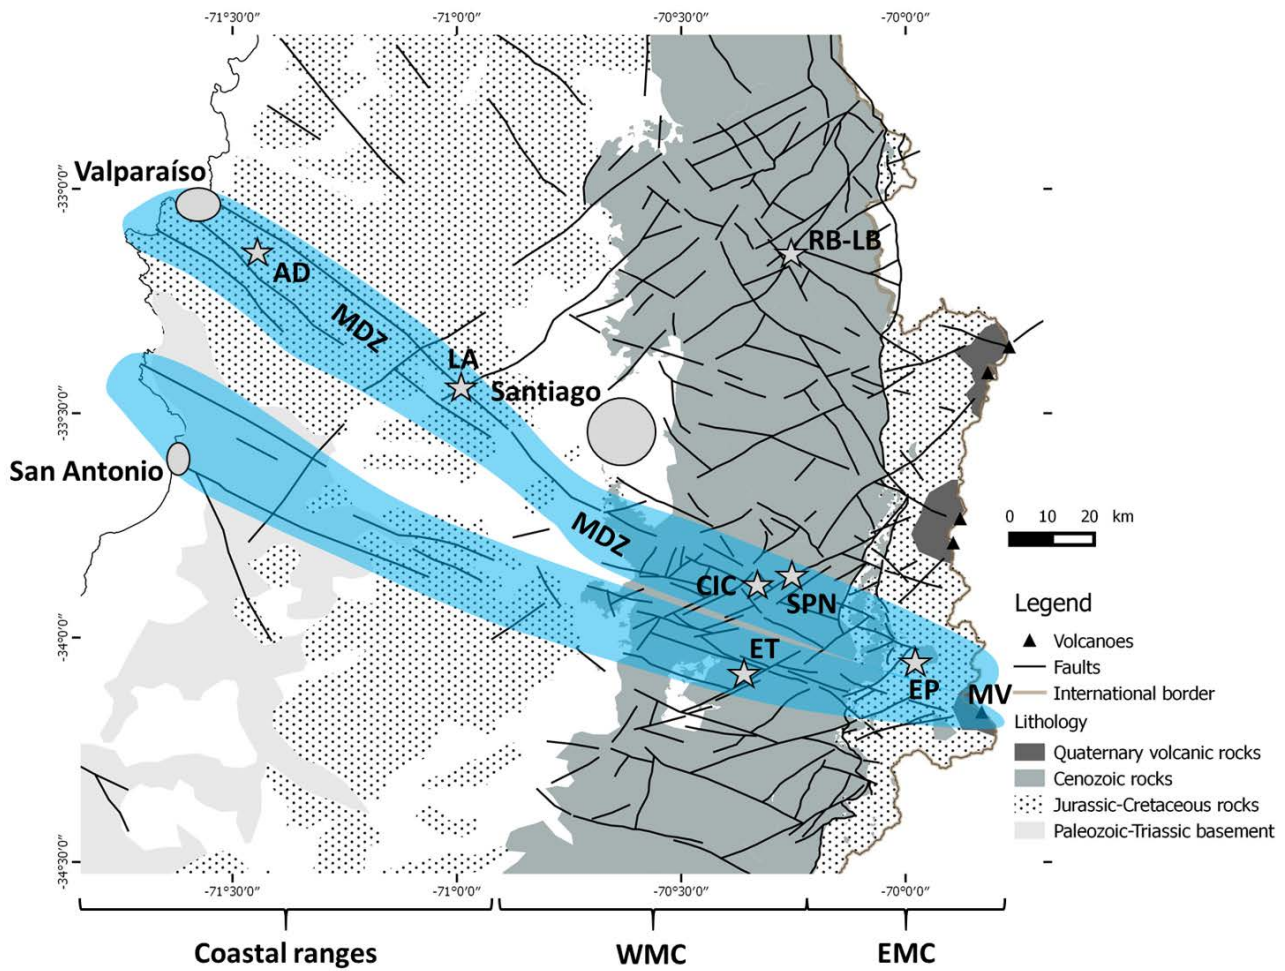 -71°30'0"
-71°0'0"
-70°30'0"
-70°0'0"
Valparaíso
-33°0'0"
RB-LB
AD
MDZ
LA
Santiago
-33°30'0"
San Antonio
MDZ
0 10 20 km
CIC
SPN
Legend
Volcanoes
-34°0'0"
ET
Faults
EP
MV
International border
Lithology
Quaternary volcanic rocks
Cenozoic rocks
Jurassic-Cretaceous rocks
Paleozoic-Triassic basement
-34°30'0"
-71°30'0"
-71°0'0"
-70°30'0"
-70°0'0"
Coastal ranges
WMC
EMC